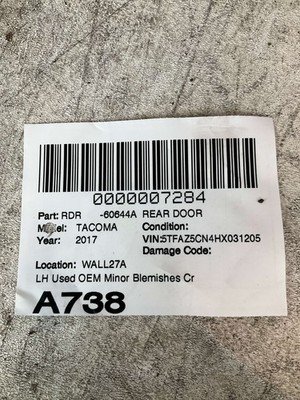 0000007284
Part: RDR -60644A REAR DOOR
Model: TACOMA Condition:
Year: 2017 VIN:5TFAZ5CN4HX031205
Damage Code:
Location: WALL27A
LH Used OEM Minor Blemishes Cr
A738